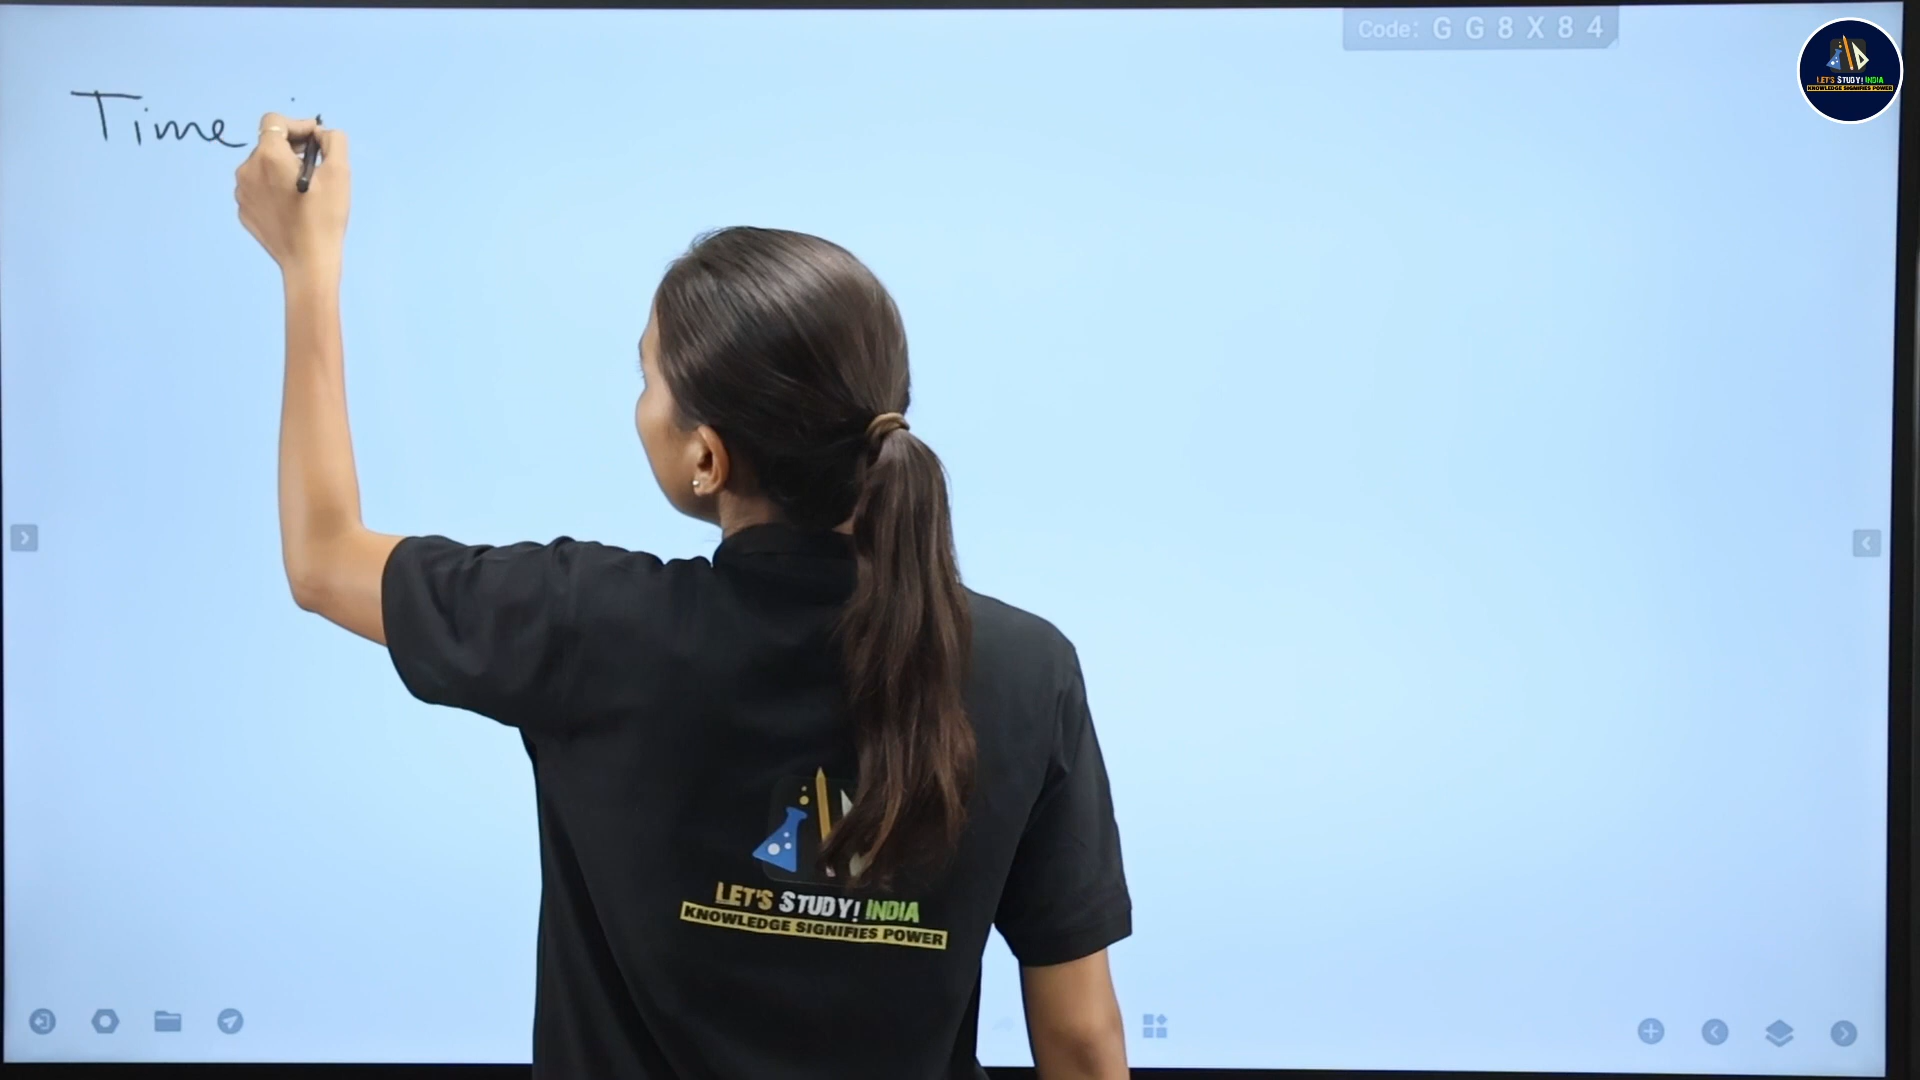 Code: G G 8 X 8 4
LET'S STUDY! INDIA
KNOWLEDGE SIGNIFIES POWER
Time
LET'S STUDY! INDIA
KNOWLEDGE SIGNIFIES POWER